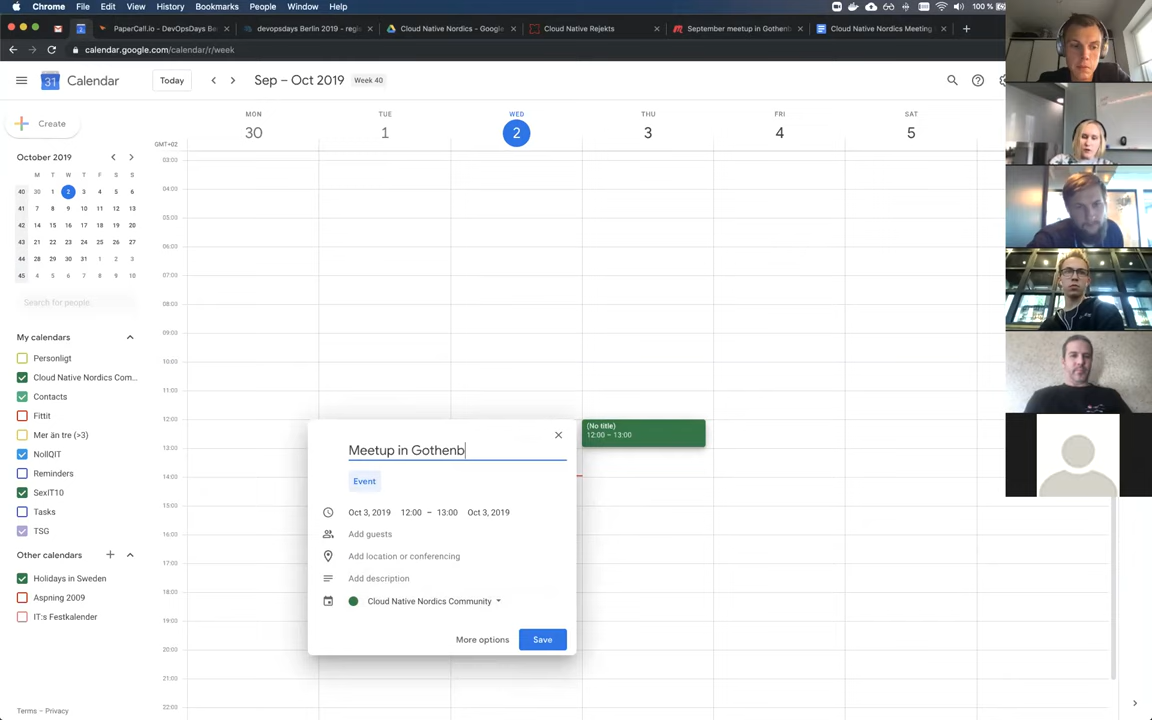 Chrome File Edit View History Bookmarks People Window Help 100 %
PaperCall.io - DevOpsDays Be
devopsdays Berlin 2019 - regis
Cloud Native Nordics - Google
Cloud Native Rejekts
September meetup in Gothenb
Cloud Native Nordics Meeting
calendar.google.com/calendar/r/week
31 Calendar Today Sep – Oct 2019 Week 40
Create
MON TUE WED THU FRI SAT
30 1 2 3 4 5
GMT+02
October 2019
M T W T F S S
40 30 1 2 3 4 5 6
41 7 8 9 10 11 12 13
42 14 15 16 17 18 19 20
43 21 22 23 24 25 26 27
44 28 29 30 31 1 2 3
45 4 5 6 7 8 9 10
Search for people
My calendars
Personligt
Cloud Native Nordics Com...
Contacts
Fittit
Mer än tre (>3)
NollQIT
Reminders
SexIT10
Tasks
TSG
Other calendars
Holidays in Sweden
Aspning 2009
IT:s Festkalender
Terms – Privacy
03:00
04:00
05:00
06:00
07:00
08:00
09:00
10:00
11:00
12:00
13:00
14:00
15:00
16:00
17:00
18:00
19:00
20:00
21:00
22:00
(No title)
12:00 – 13:00
Meetup in Gothenb
Event
Oct 3, 2019 12:00 – 13:00 Oct 3, 2019
Add guests
Add location or conferencing
Add description
Cloud Native Nordics Community
More options Save